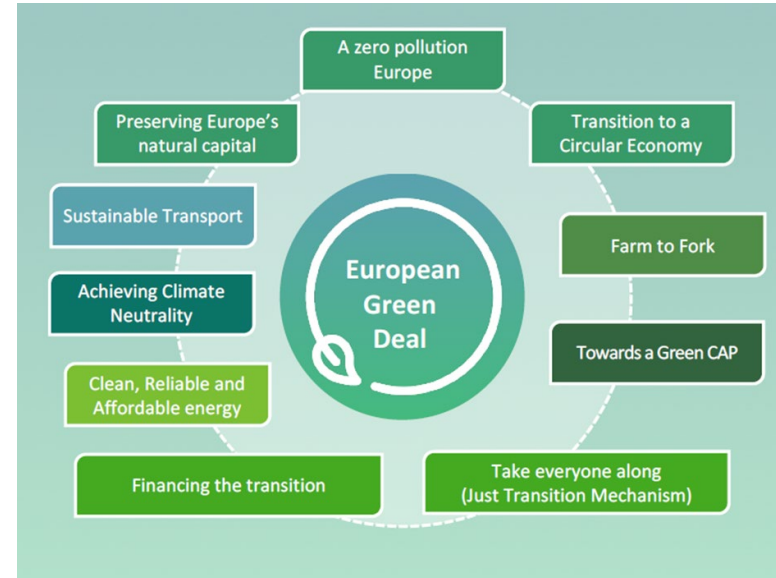 A zero pollution
Europe
Preserving Europe's
natural capital
Transition to a
Circular Economy
Sustainable Transport
Farm to Fork
European
Green
Deal
Achieving Climate
Neutrality
Towards a Green CAP
Clean, Reliable and
Affordable energy
Financing the transition
Take everyone along
(Just Transition Mechanism)